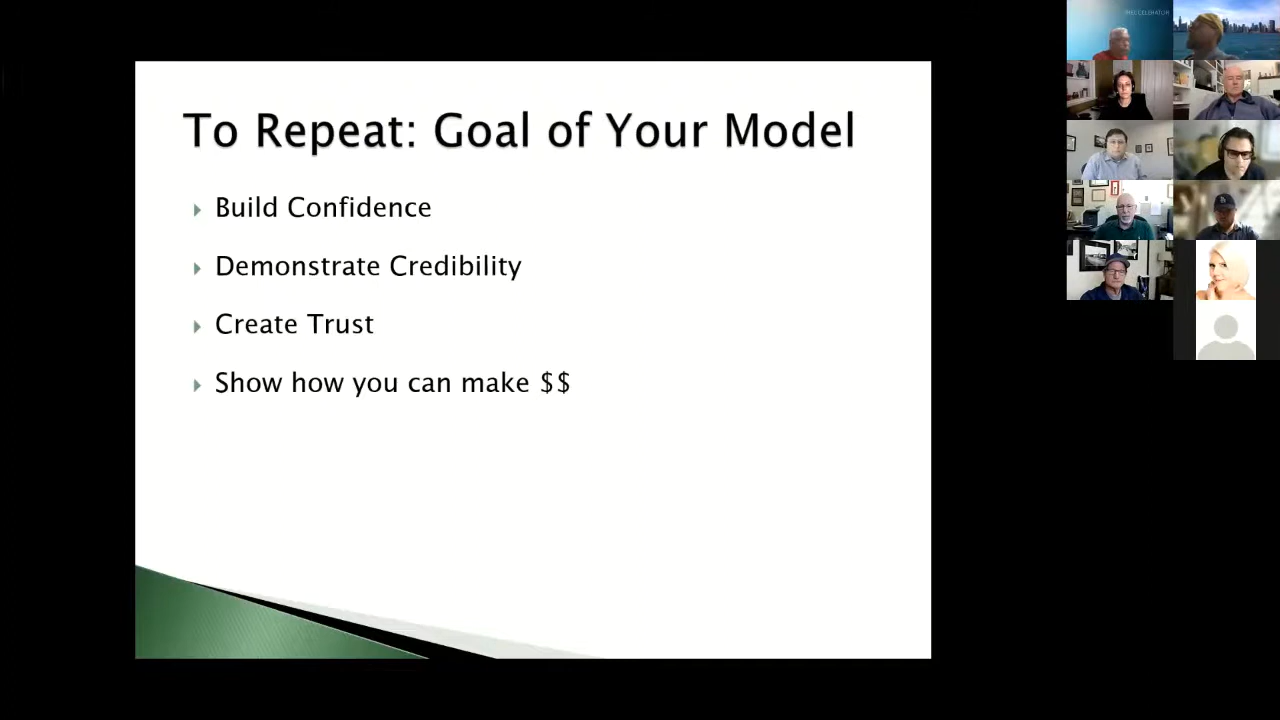 To Repeat: Goal of Your Model
Build Confidence
Demonstrate Credibility
Create Trust
Show how you can make $$